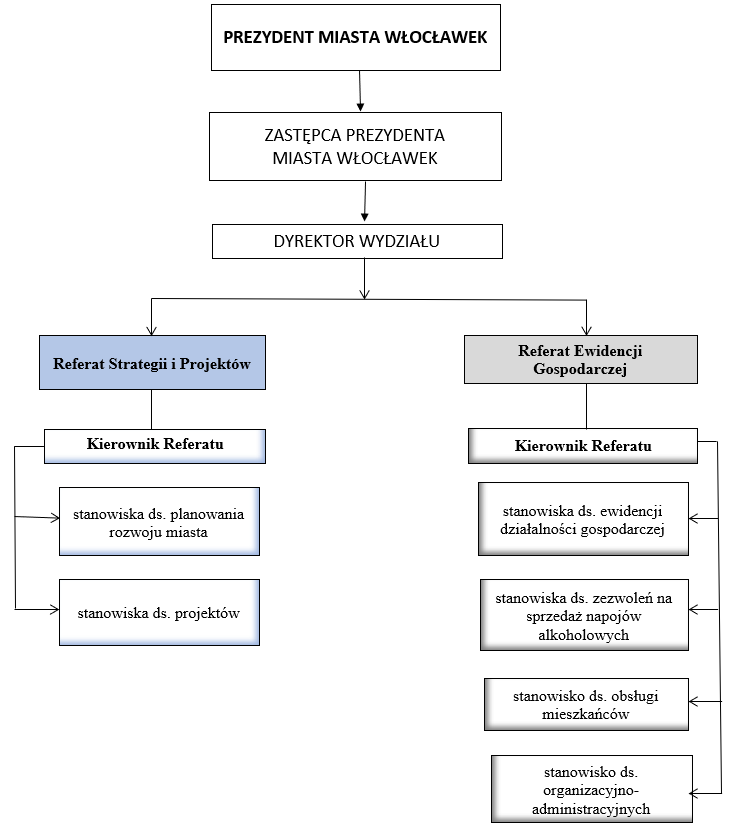 PREZYDENT MIASTA WŁOCŁAWEK
ZASTĘPCA PREZYDENTA
MIASTA WŁOCŁAWEK
DYREKTOR WYDZIAŁU
Referat Strategii i Projektów
Kierownik Referatu
stanowiska ds. planowania
rozwoju miasta
stanowiska ds. projektów
Referat Ewidencji
Gospodarczej
Kierownik Referatu
stanowiska ds. ewidencji
działalności gospodarczej
stanowiska ds. zezwoleń na
sprzedaż napojów
alkoholowych
stanowisko ds. obsługi
mieszkańców
stanowisko ds.
organizacyjno-
administracyjnych